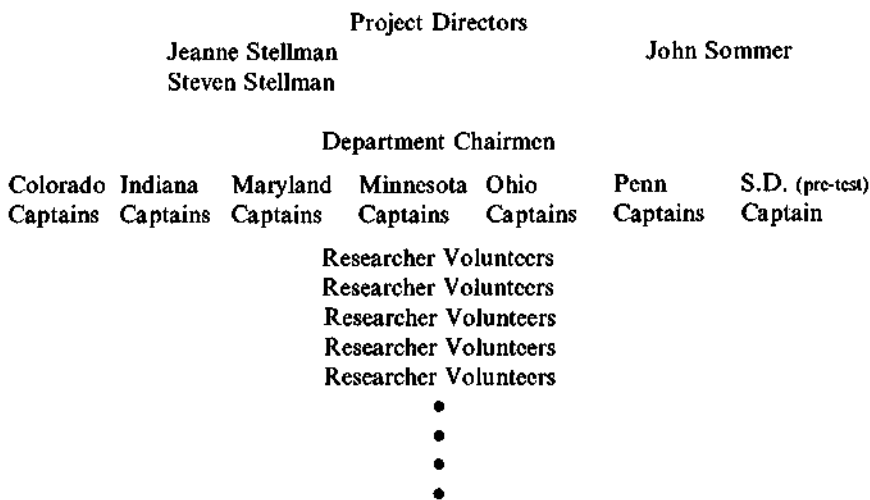 Project Directors
Jeanne Stellman John Sommer
Steven Stellman
Department Chairmen
Colorado Indiana Maryland Minnesota Ohio Penn S.D. (pre-test)
Captains Captains Captains Captains Captains Captains Captain
Researcher Volunteers
Researcher Volunteers
Researcher Volunteers
Researcher Volunteers
Researcher Volunteers
•
•
•
•